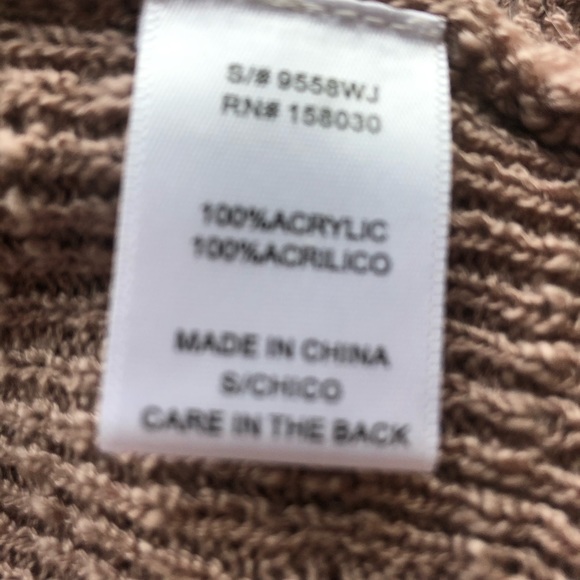 S/# 9558WJ
RN# 158030
100%ACRYLIC
100%ACRILICO
MADE IN CHINA
S/CHICO
CARE IN THE BACK